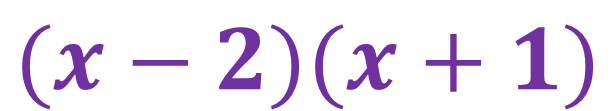 (x − 2)(x + 1)